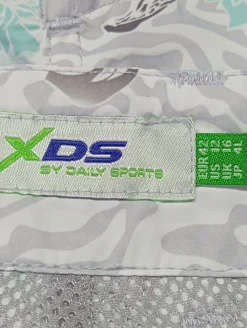 XDS
BY DAILY SPORTS
EUR 42
US 12
UK 16
JP 4L